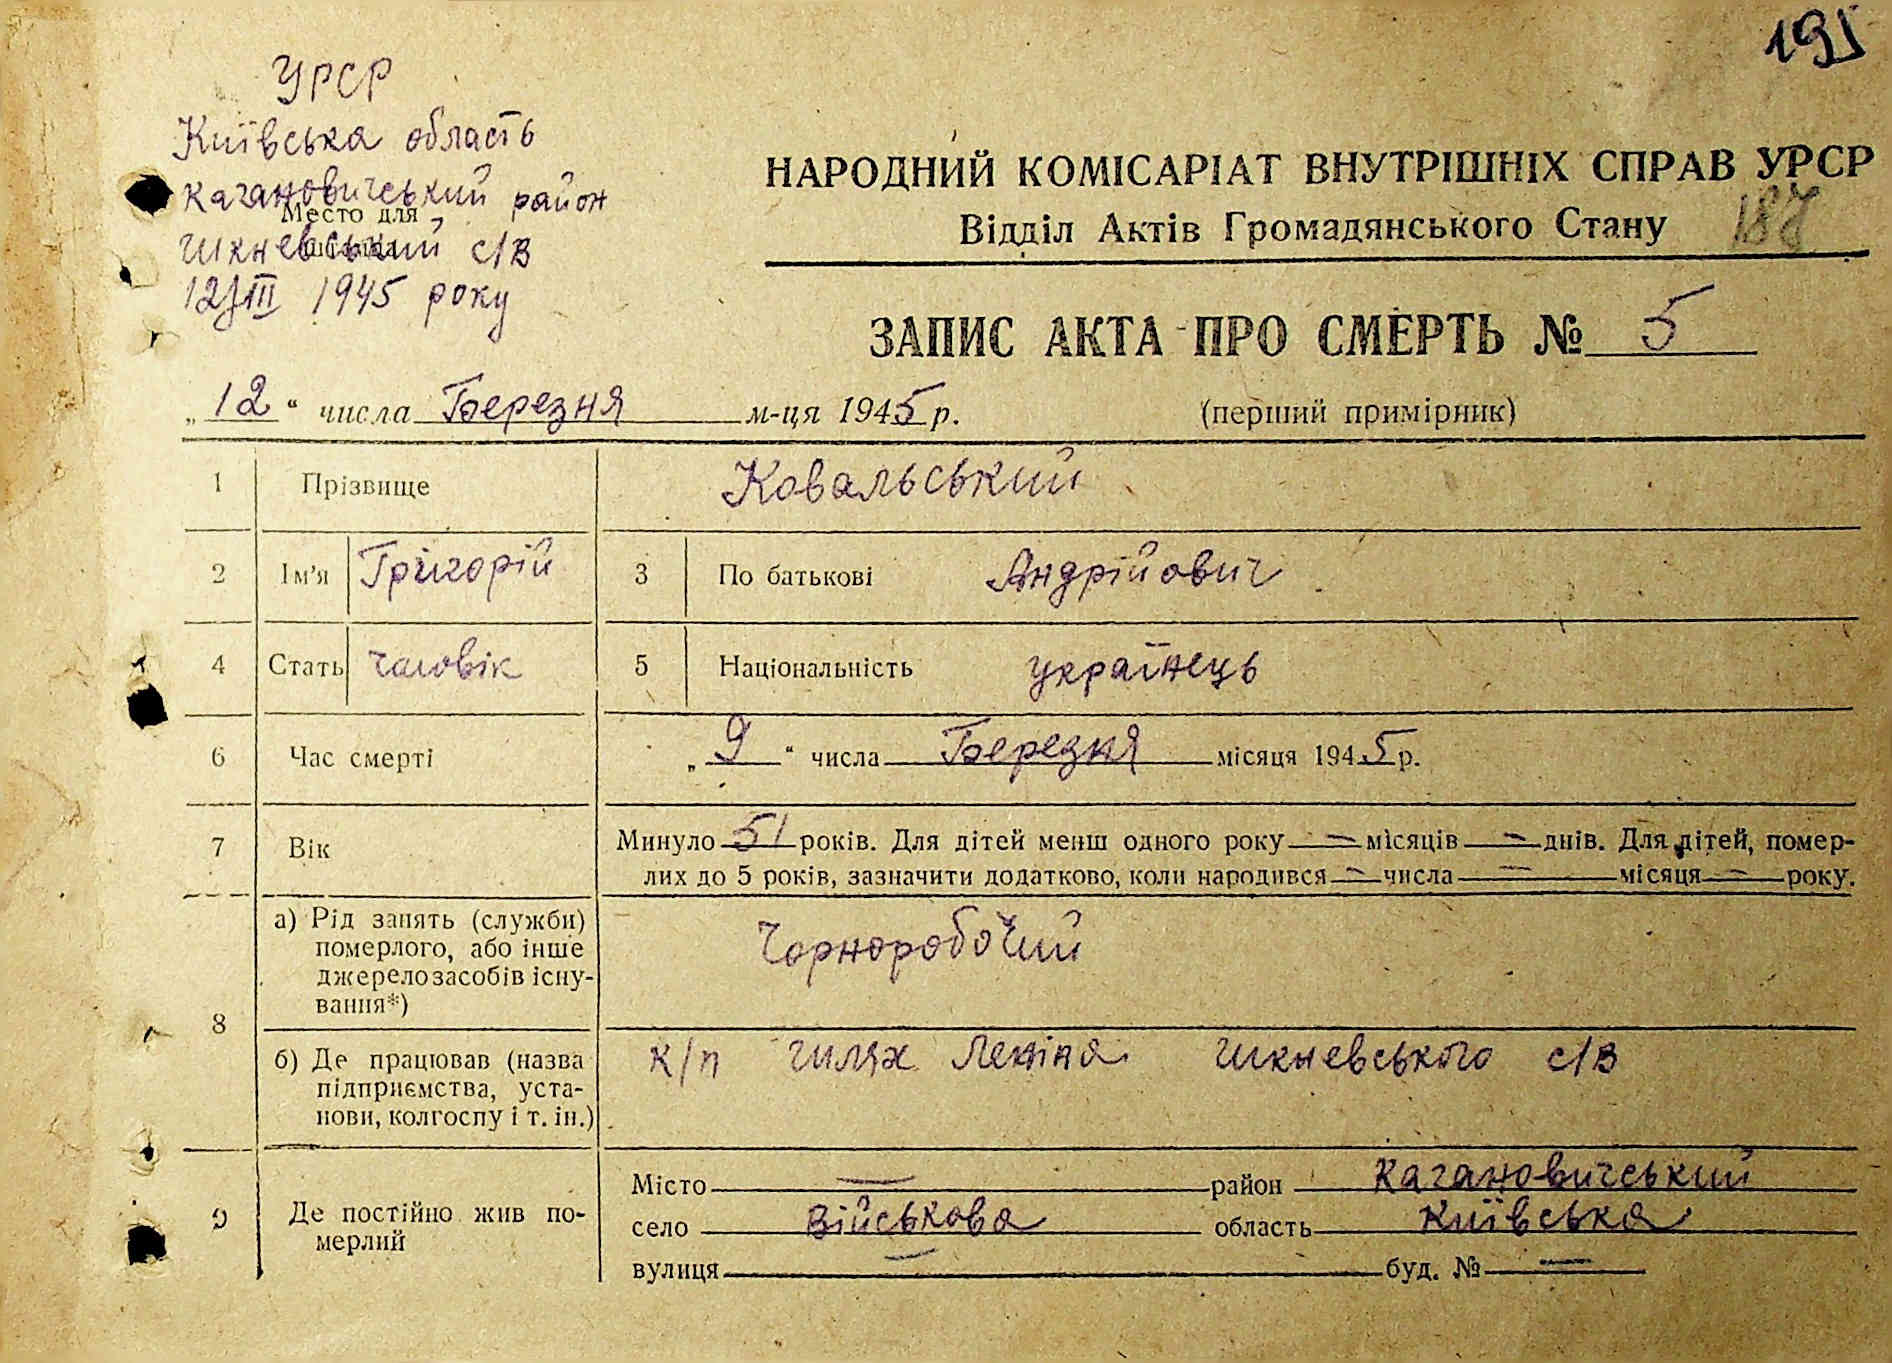 195
УРСР
Київська область
Кагановичський район
Место для
Шкневський с/в
12/III 1945 року
НАРОДНИЙ КОМІСАРІАТ ВНУТРІШНІХ СПРАВ УРСР
Відділ Актів Громадянського Стану 187
ЗАПИС АКТА ПРО СМЕРТЬ № 5
„12“ числа Березня м-ця 1945 р. (перший примірник)
1 Прізвище Ковальський
2 Ім'я Грігорій 3 По батькові Андрійович
4 Стать чаловік 5 Національність українець
6 Час смерті „9“ числа Березня місяця 1945 р.
7 Вік Минуло 51 років. Для дітей менш одного року — місяців — днів. Для дітей, помер-
лих до 5 років, зазначити додатково, коли народився — числа — місяця — року.
8 а) Рід занять (служби)
померлого, або інше
джерело засобів існу-
вання*)
Чорноробочий
б) Де працював (назва
підприємства, уста-
нови, колгоспу і т. ін.)
к/п шлях Леніна Шкневського с/в
9 Де постійно жив по-
мерлий
Місто — район Кагановичський
село Військова область Київська
вулиця — буд. № —